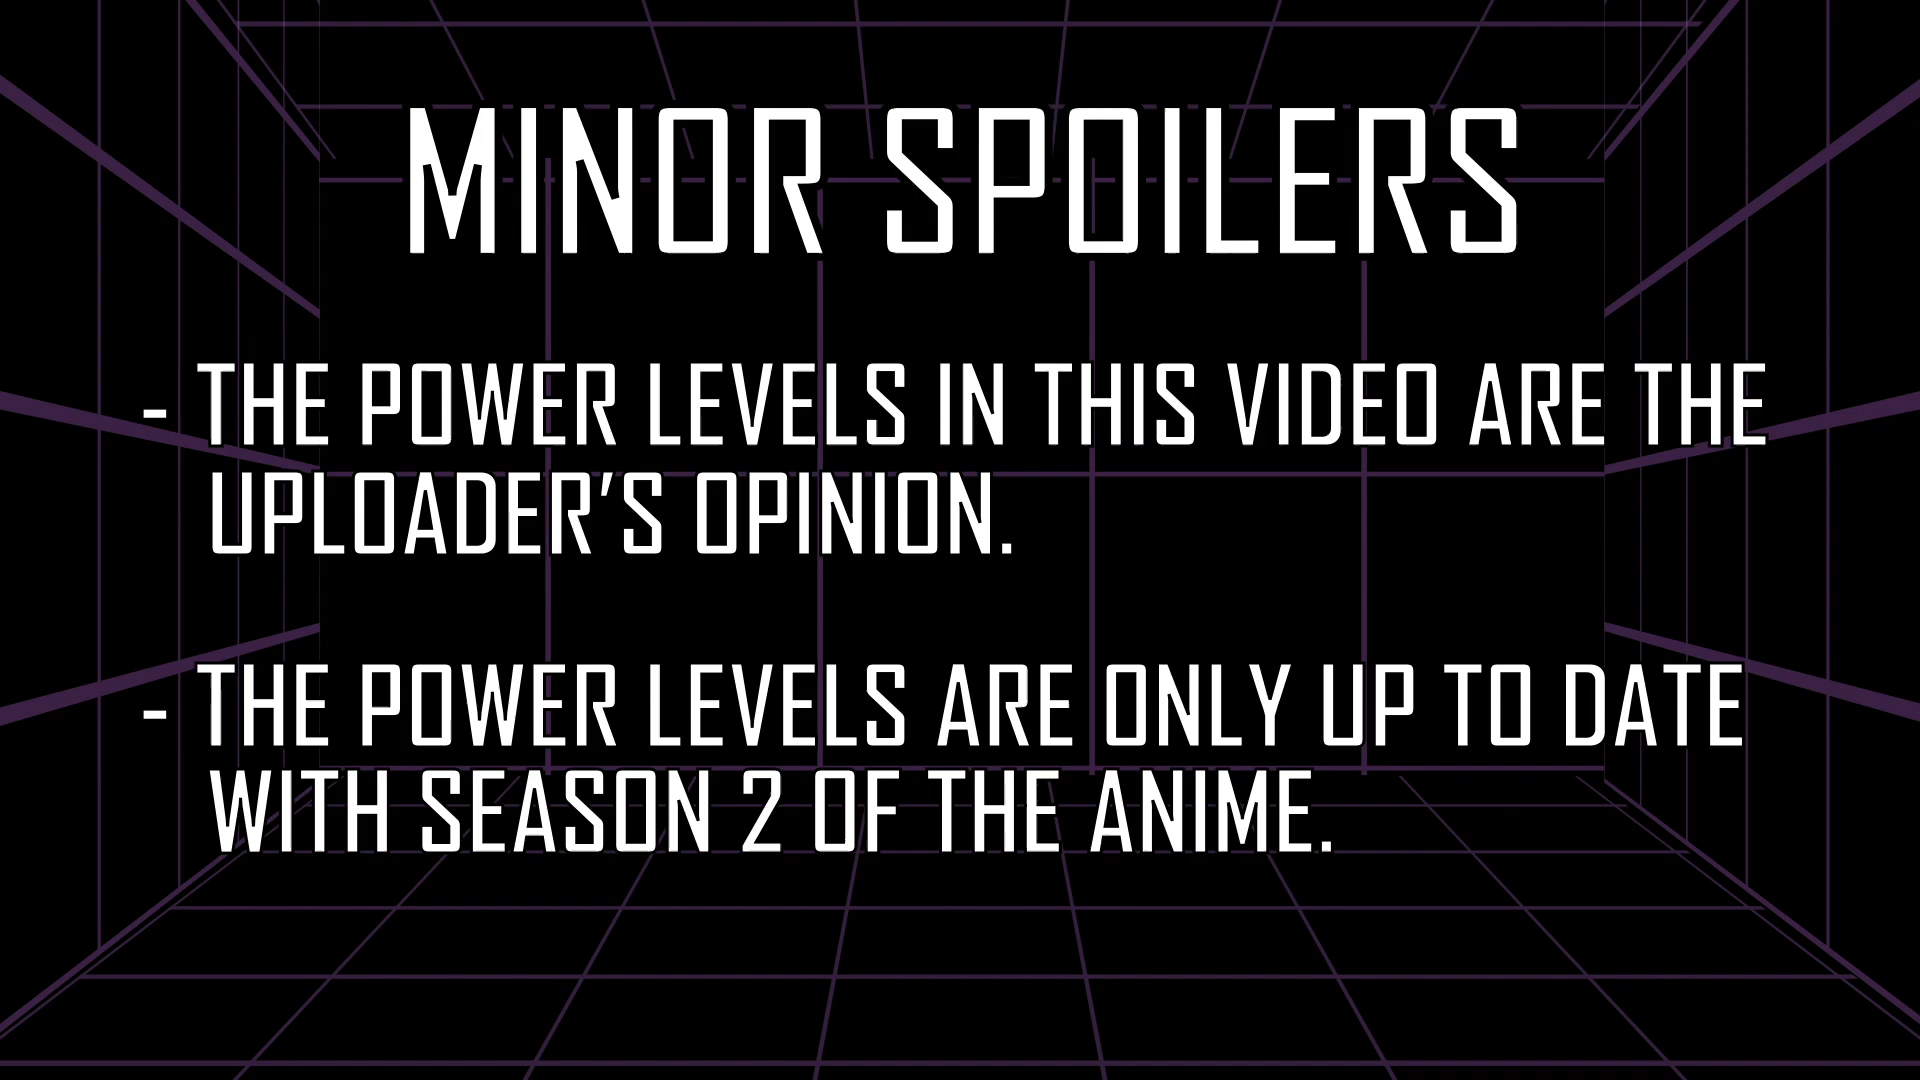 MINOR SPOILERS
- THE POWER LEVELS IN THIS VIDEO ARE THE
UPLOADER'S OPINION.
- THE POWER LEVELS ARE ONLY UP TO DATE
WITH SEASON 2 OF THE ANIME.